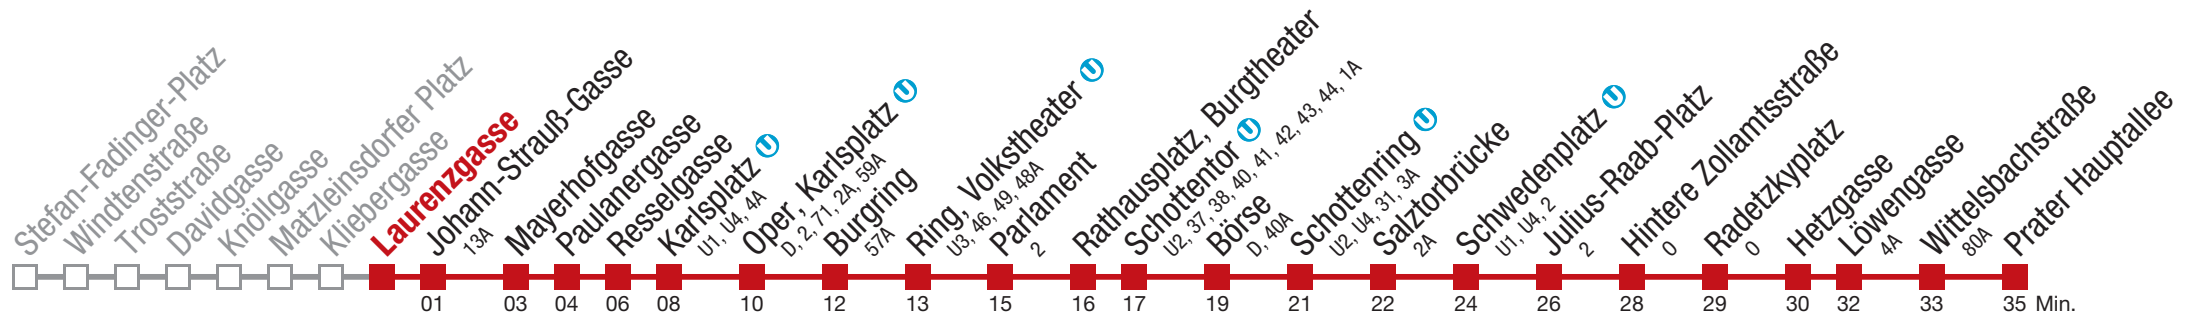 Stefan-Fadinger-Platz
Windtenstraße
Troststraße
Davidgasse
Knöllgasse
Matzleinsdorfer Platz
Kliebergasse
Laurenzgasse
Johann-Strauß-Gasse
13A
Mayerhofgasse
Paulanergasse
Resselgasse
Karlsplatz U
U1, U4, 4A
Oper, Karlsplatz U
D, 2, 71, 2A, 59A
Burgring
57A
Ring, Volkstheater U
U3, 46, 49, 48A
Parlament
2
Rathausplatz, Burgtheater
Schottentor U
U2, 37, 38, 40, 41, 42, 43, 44, 1A
Börse
D, 40A
Schottenring U
U2, U4, 31, 3A
Salztorbrücke
2A
Schwedenplatz U
U1, U4, 2
Julius-Raab-Platz
2
Hintere Zollamtsstraße
O
Radetzkyplatz
O
Hetzgasse
Löwengasse
4A
Wittelsbachstraße
80A
Prater Hauptallee
01 03 04 06 08 10 12 13 15 16 17 19 21 22 24 26 28 29 30 32 33 35 Min.